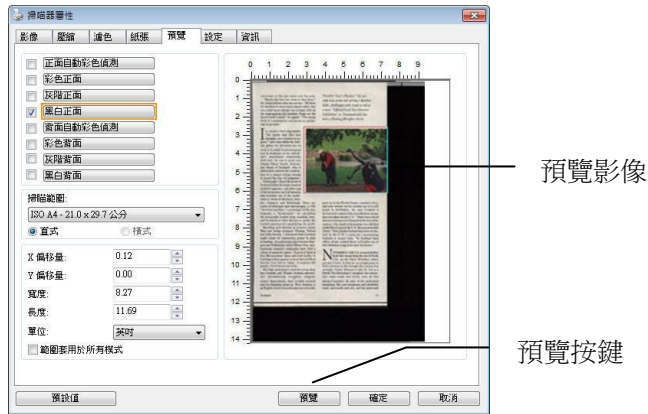 掃瞄器屬性
影像 壓縮 濾色 紙張 預覽 設定 資訊
正面自動彩色偵測
彩色正面
灰階正面
黑白正面
背面自動彩色偵測
彩色背面
灰階背面
黑白背面
掃瞄範圍:
ISO A4 - 21.0 x 29.7 公分
直式 橫式
X 偏移量: 0.12
Y 偏移量: 0.00
寬度: 8.27
長度: 11.69
單位: 英吋
範圍套用於所有模式
0 1 2 3 4 5 6 7 8 9
0
1
2
3
4
5
6
7
8
9
10
11
12
13
14
預覽影像
預覽按鍵
預設值 預覽 確定 取消